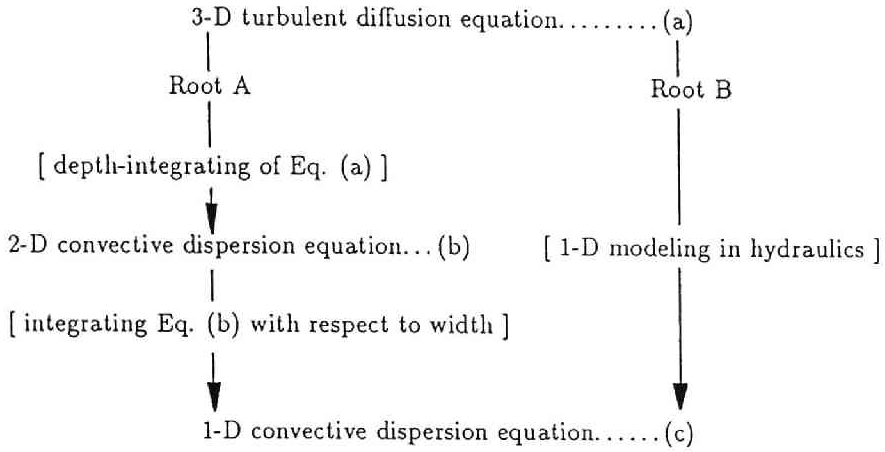 3-D turbulent diffusion equation.........(a)
Root A
Root B
[ depth-integrating of Eq. (a) ]
2-D convective dispersion equation...(b)
[ 1-D modeling in hydraulics ]
[ integrating Eq. (b) with respect to width ]
1-D convective dispersion equation......(c)